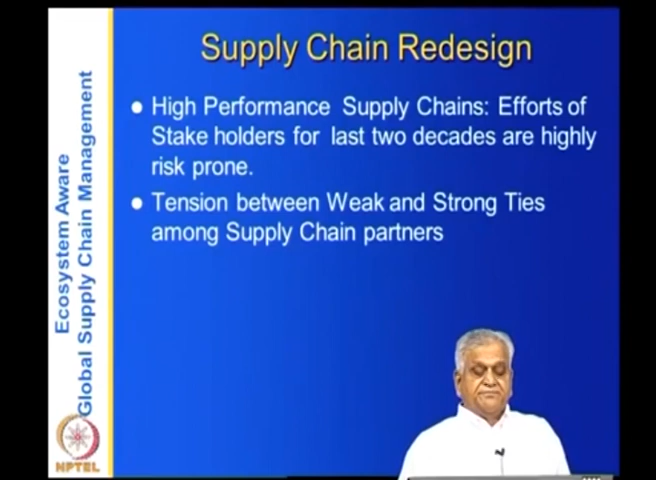 Supply Chain Redesign
High Performance Supply Chains: Efforts of
Stake holders for last two decades are highly
risk prone.
Tension between Weak and Strong Ties
among Supply Chain partners
Ecosystem Aware
Global Supply Chain Management
NPTEL